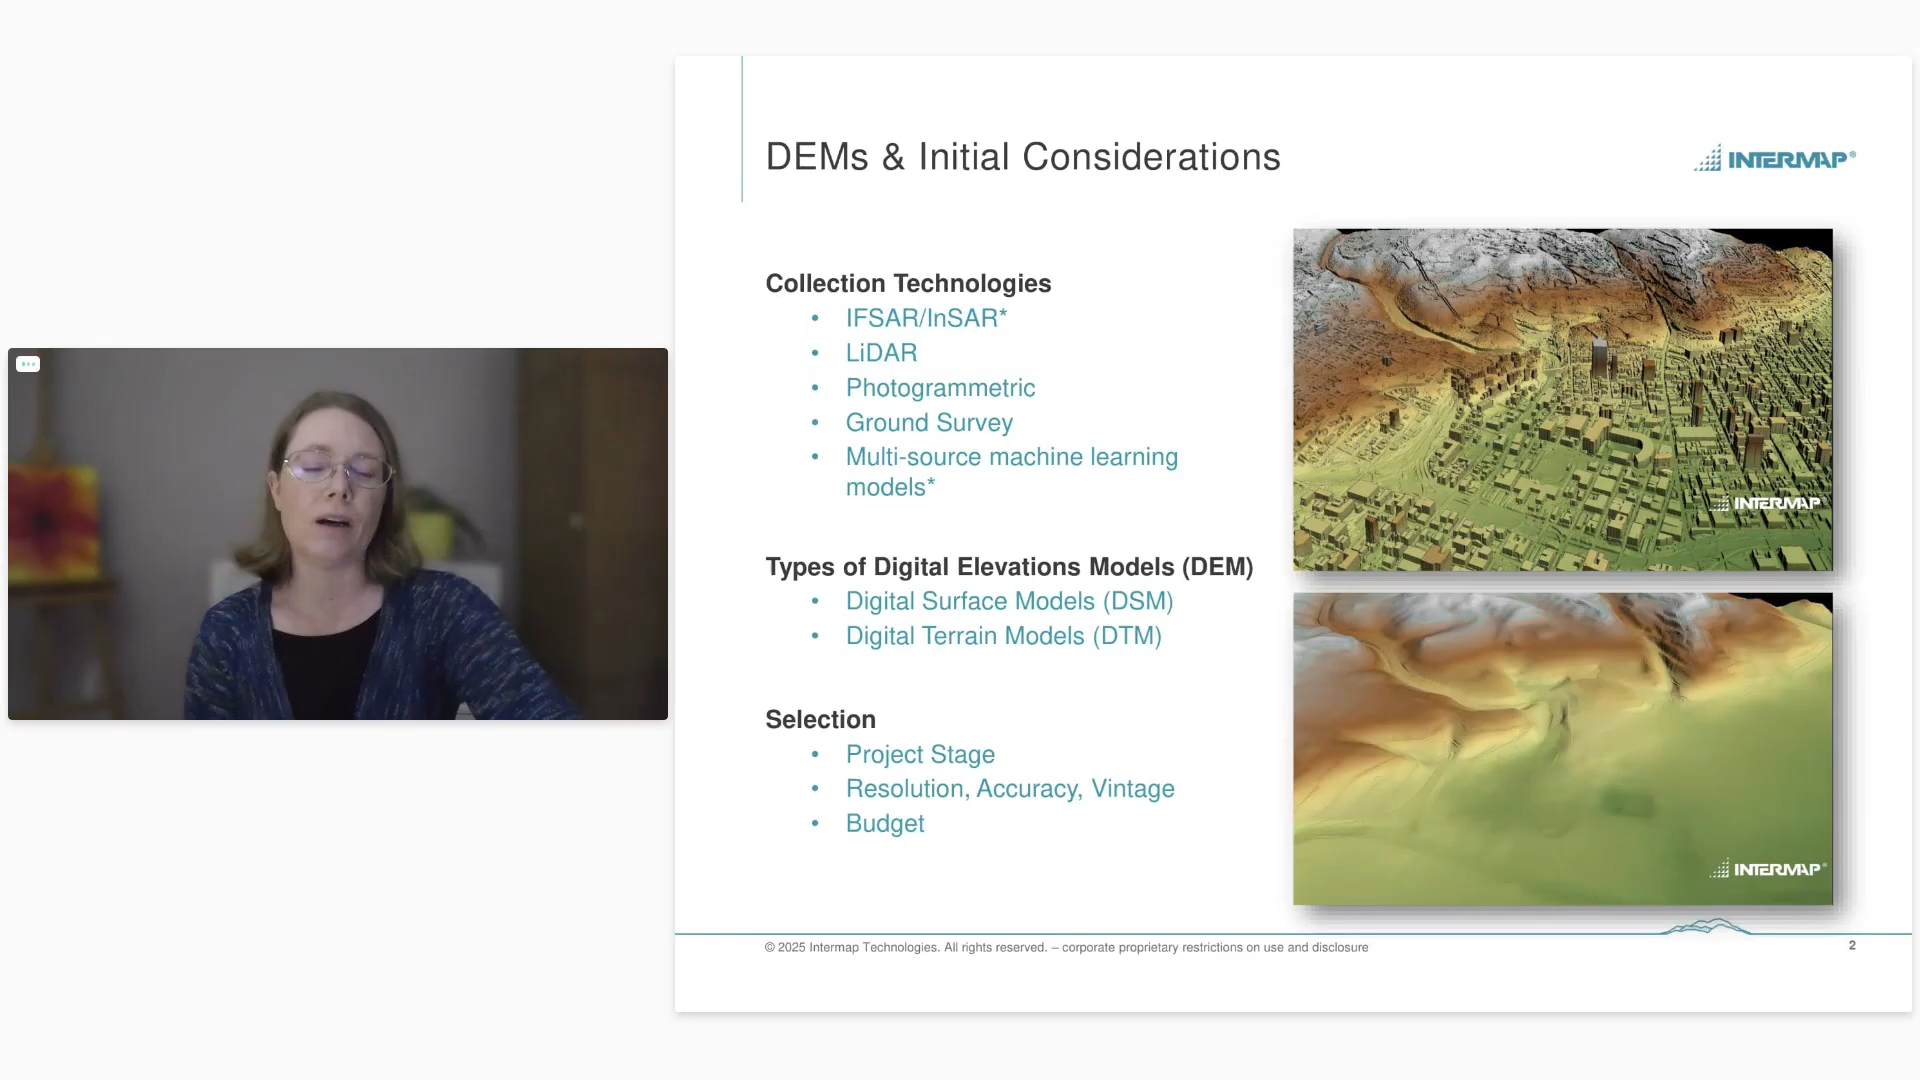 DEMs & Initial Considerations
INTERMAP®
Collection Technologies
• IFSAR/InSAR*
• LiDAR
• Photogrammetric
• Ground Survey
• Multi-source machine learning
models*
Types of Digital Elevations Models (DEM)
• Digital Surface Models (DSM)
• Digital Terrain Models (DTM)
Selection
• Project Stage
• Resolution, Accuracy, Vintage
• Budget
INTERMAP
INTERMAP®
© 2025 Intermap Technologies. All rights reserved. – corporate proprietary restrictions on use and disclosure
2